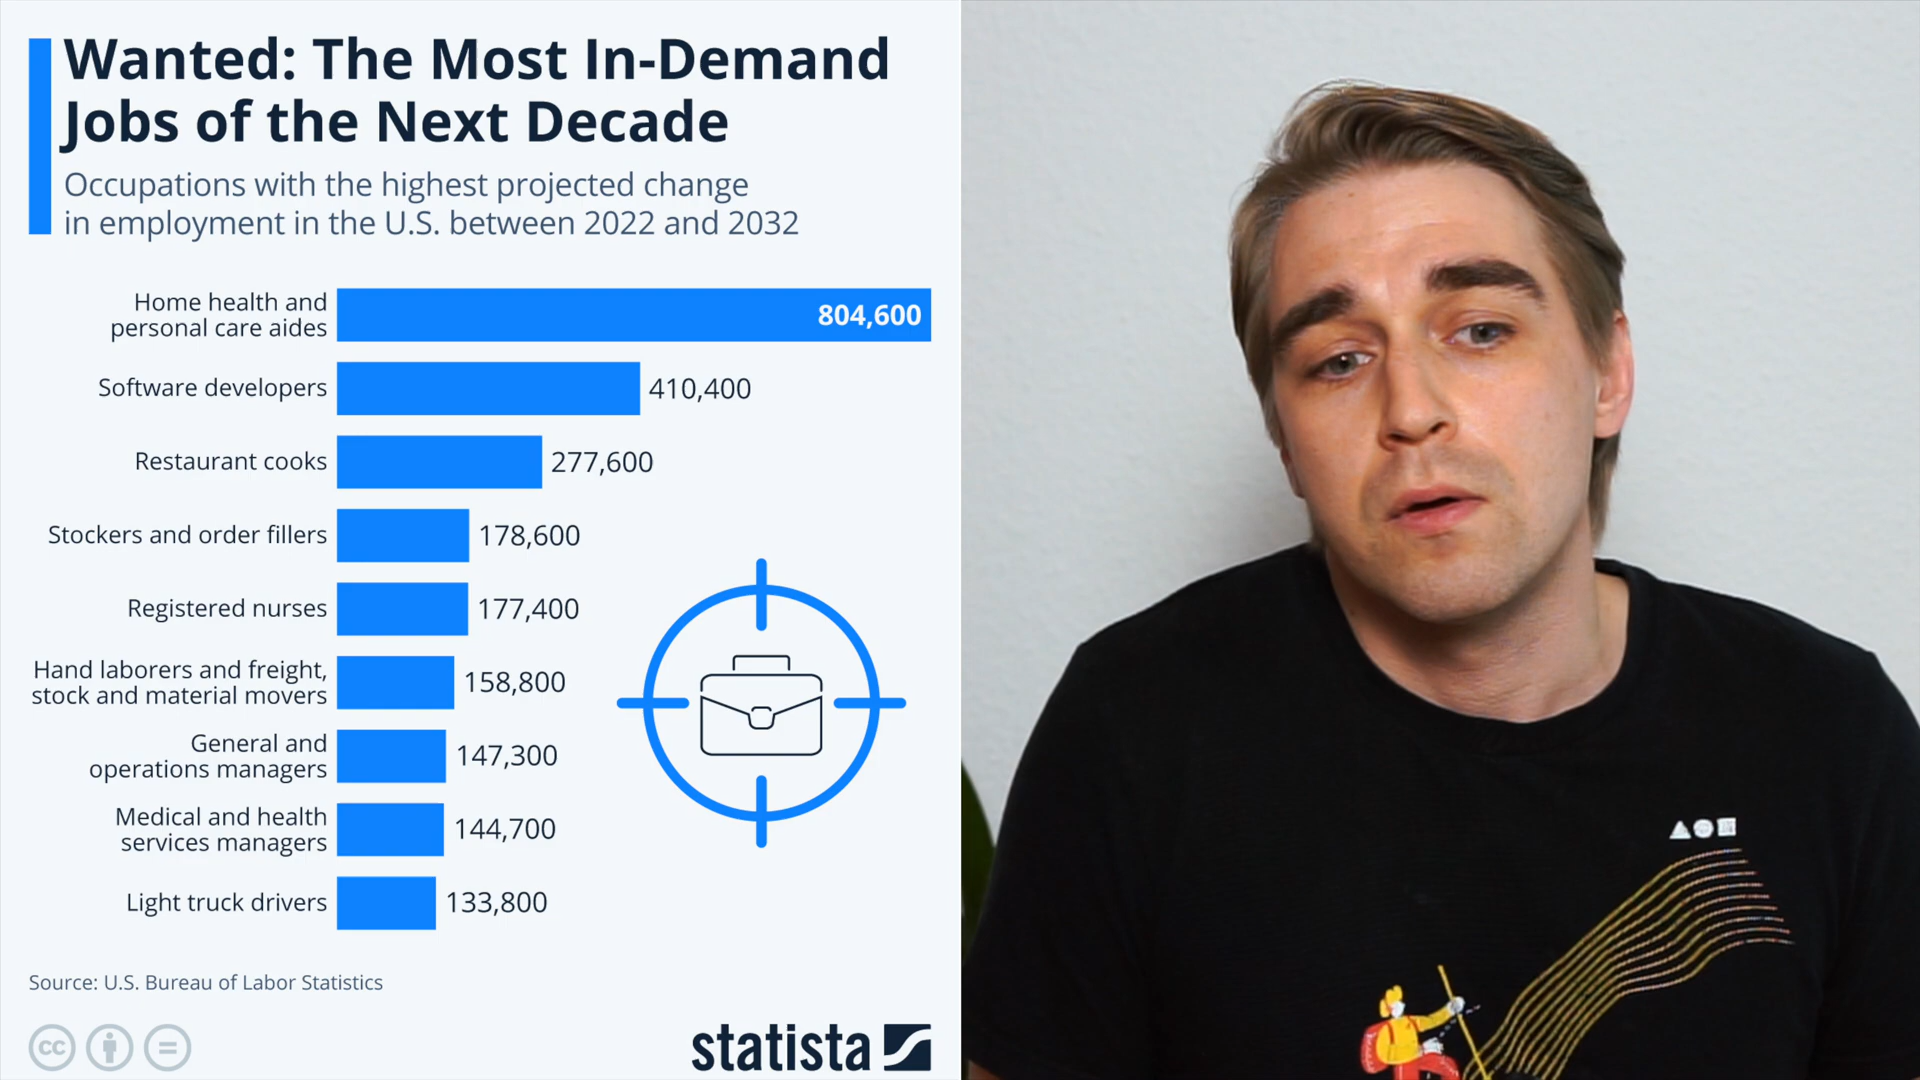 Wanted: The Most In-Demand
Jobs of the Next Decade
Occupations with the highest projected change
in employment in the U.S. between 2022 and 2032
Home health and
personal care aides
804,600
Software developers
410,400
Restaurant cooks
277,600
Stockers and order fillers
178,600
Registered nurses
177,400
Hand laborers and freight,
stock and material movers
158,800
General and
operations managers
147,300
Medical and health
services managers
144,700
Light truck drivers
133,800
Source: U.S. Bureau of Labor Statistics
cc
statista